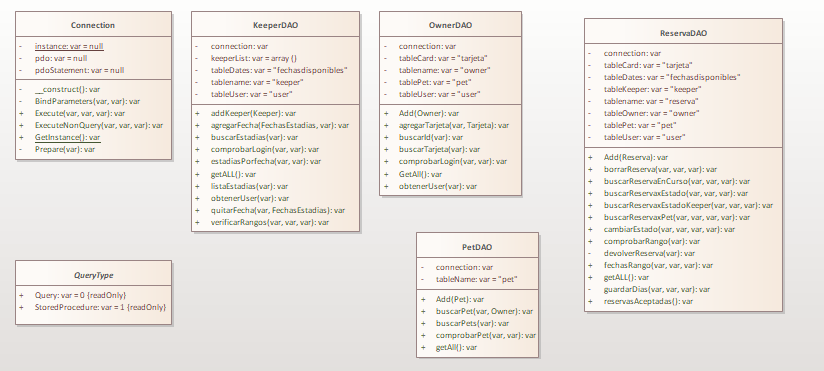 Connection
- instance: var = null
- pdo: var = null
- pdoStatement: var = null
- __construct(): var
- BindParameters(var, var): var
+ Execute(var, var, var): var
+ ExecuteNonQuery(var, var, var): var
+ GetInstance(): var
- Prepare(var): var
KeeperDAO
- connection: var
- keeperList: var = array ()
- tableDates: var = "fechasdisponibles"
- tablename: var = "keeper"
- tableUser: var = "user"
+ addKeeper(Keeper): var
+ agregarFecha(FechasEstadias, var): var
+ buscarEstadias(var): var
+ comprobarLogin(var, var): var
+ estadiasPorfecha(var, var): var
+ getALL(): var
+ listaEstadias(var): var
+ obtenerUser(var): var
+ quitarFecha(var, FechasEstadias): var
+ verificarRangos(var, var, var): var
OwnerDAO
- connection: var
- tableCard: var = "tarjeta"
- tablename: var = "owner"
- tablePet: var = "pet"
- tableUser: var = "user"
+ Add(Owner): var
+ agregarTarjeta(var, Tarjeta): var
+ buscarId(var): var
+ buscarTarjeta(var): var
+ comprobarLogin(var, var): var
+ GetAll(): var
+ obtenerUser(var): var
ReservaDAO
- connection: var
- tableCard: var = "tarjeta"
- tableDates: var = "fechasdisponibles"
- tableKeeper: var = "keeper"
- tablename: var = "reserva"
- tableOwner: var = "owner"
- tablePet: var = "pet"
- tableUser: var = "user"
+ Add(Reserva): var
+ borrarReserva(var, var, var): var
+ buscarReservaEnCurso(var, var): var
+ buscarReservaxEstado(var, var): var
+ buscarReservaxEstadoKeeper(var, var): var
+ buscarReservaxPet(var, var): var
+ cambiarEstado(var, var, var): var
+ comprobarRango(var): var
- devolverReserva(var): var
+ fechasRango(var, var, var): var
+ getALL(): var
- guardarDias(var, var, var): var
+ reservasAceptadas(): var
QueryType
+ Query: var = 0 {readOnly}
+ StoredProcedure: var = 1 {readOnly}
PetDAO
- connection: var
- tableName: var = "pet"
+ Add(Pet): var
+ buscarPet(var, Owner): var
+ buscarPets(var): var
+ comprobarPet(var, var): var
+ getAll(): var